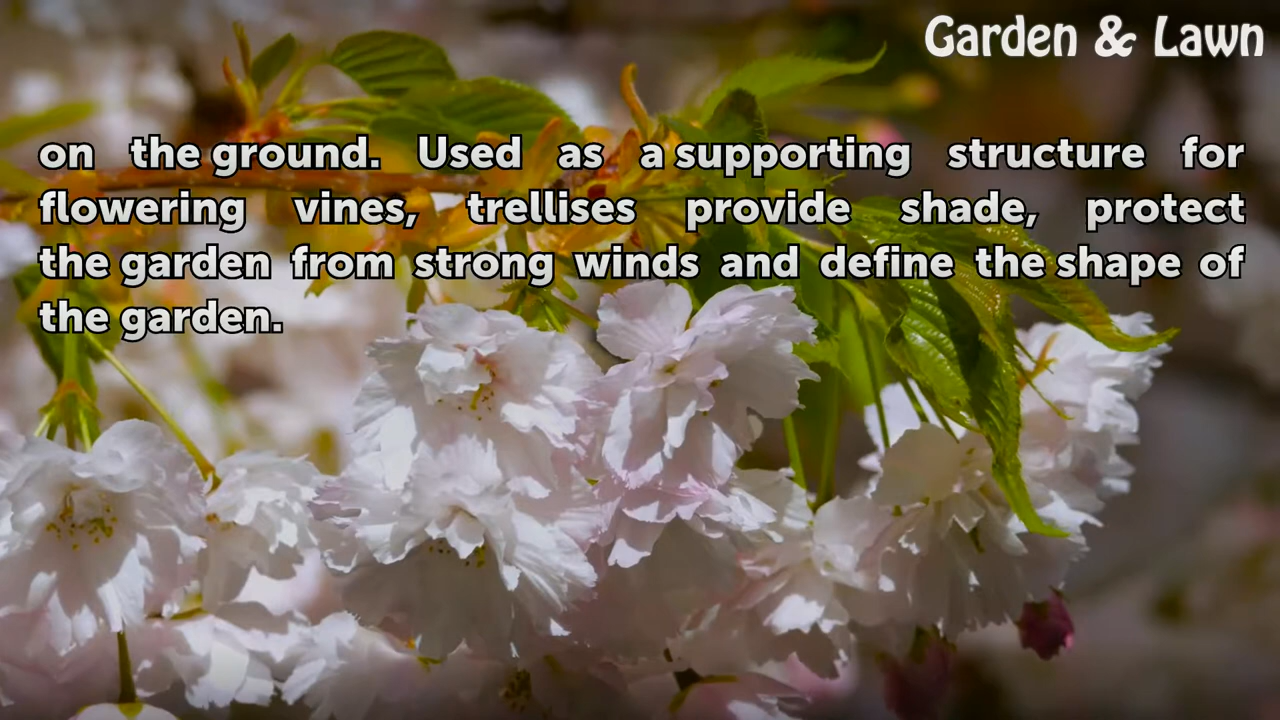 Garden & Lawn
on the ground. Used as a supporting structure for
flowering vines, trellises provide shade, protect
the garden from strong winds and define the shape of
the garden.